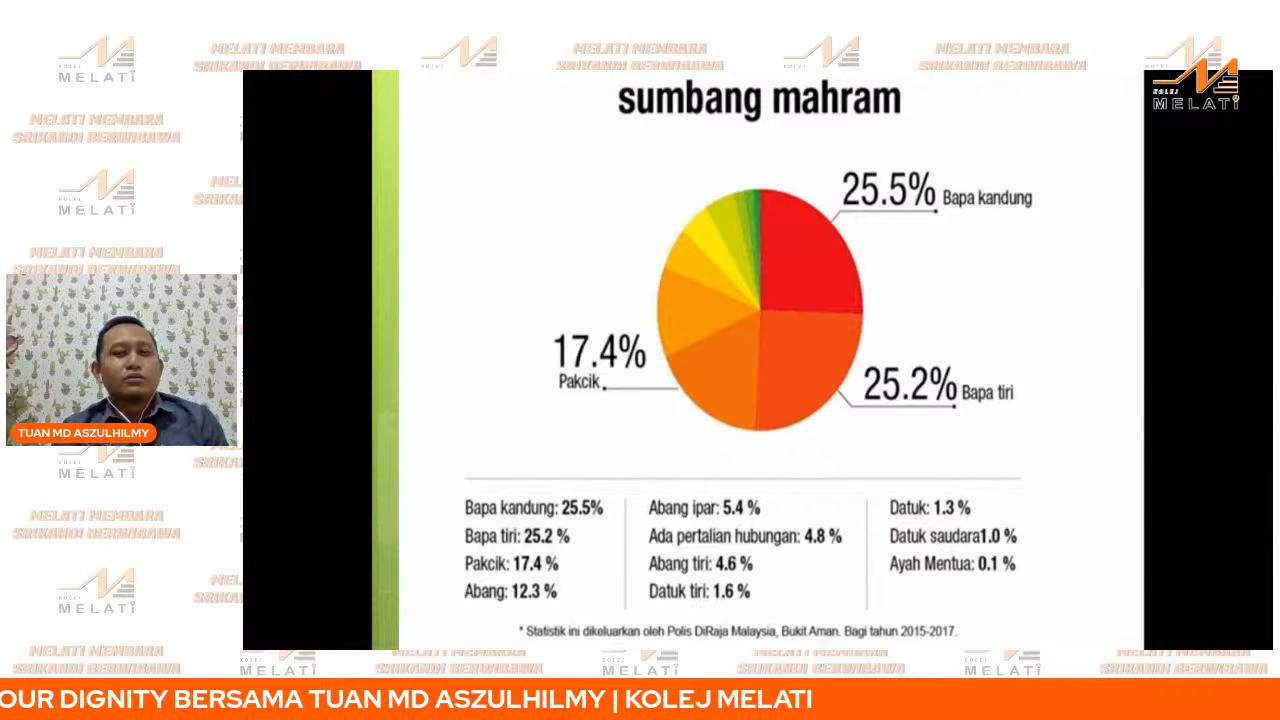 MELATI MEMBARA
SRIKANDI BERWIBAWA
KOLEJ
MELATI
sumbang mahram
25.5% Bapa kandung
17.4%
Pakcik
25.2% Bapa tiri
Bapa kandung: 25.5%
Bapa tiri: 25.2 %
Pakcik: 17.4 %
Abang: 12.3 %
Abang ipar: 5.4 %
Ada pertalian hubungan: 4.8 %
Abang tiri: 4.6 %
Datuk tiri: 1.6 %
Datuk: 1.3 %
Datuk saudara1.0 %
Ayah Mentua: 0.1 %
* Statistik ini dikeluarkan oleh Polis DiRaja Malaysia, Bukit Aman. Bagi tahun 2015-2017.
TUAN MD ASZULHILMY
OUR DIGNITY BERSAMA TUAN MD ASZULHILMY | KOLEJ MELATI